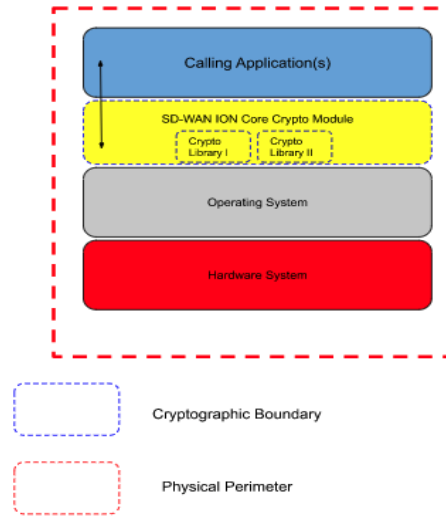 Calling Application(s)
SD-WAN ION Core Crypto Module
Crypto Crypto
Library I Library II
Operating System
Hardware System
Cryptographic Boundary
Physical Perimeter